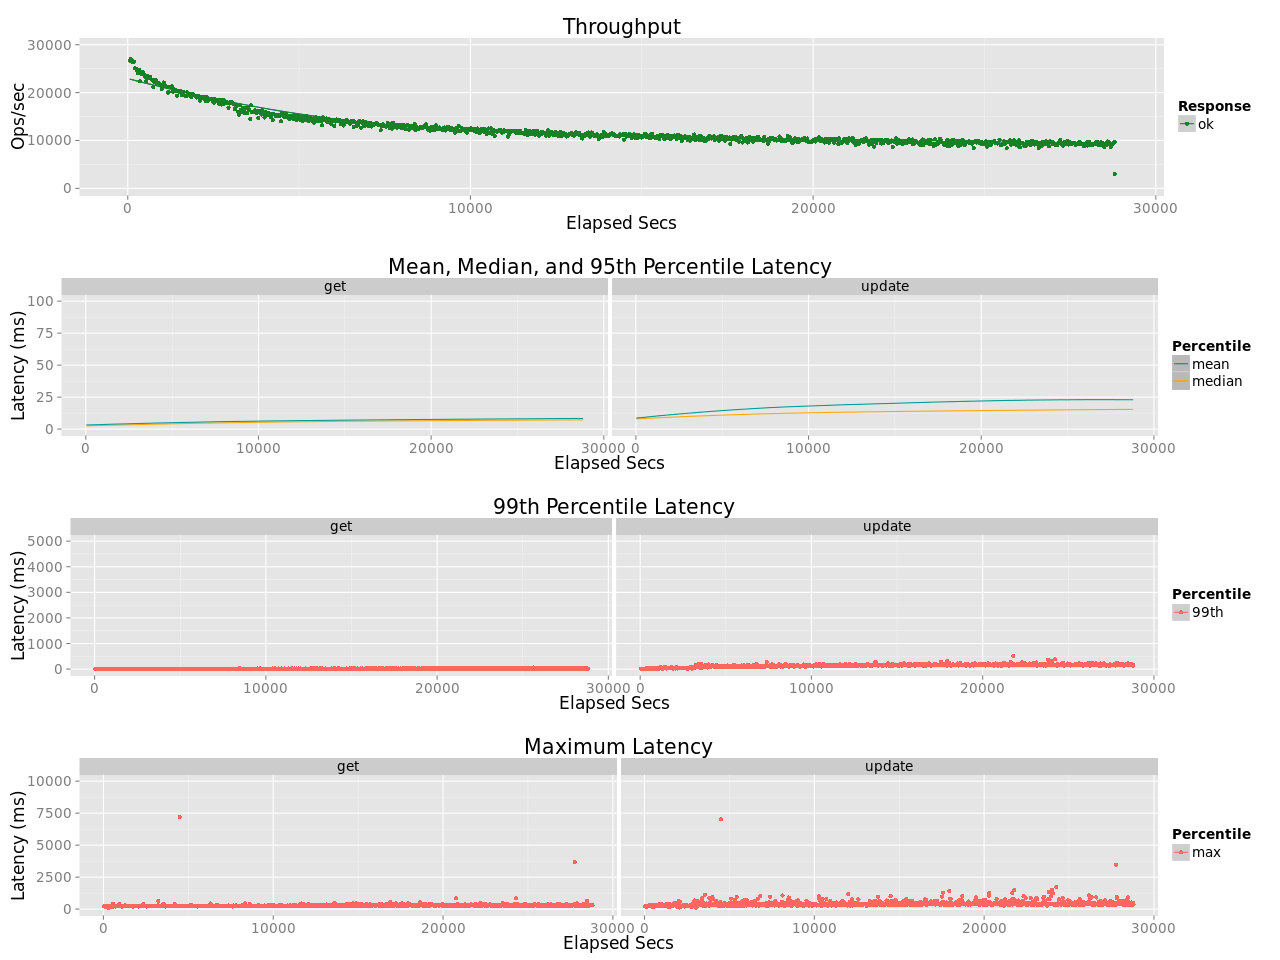 Throughput
30000
20000
10000
0
Ops/sec
0 10000 20000 30000
Elapsed Secs
Response
ok
Mean, Median, and 95th Percentile Latency
get update
100
75
50
25
0
Latency (ms)
0 10000 20000 30000 0 10000 20000 30000
Elapsed Secs
Percentile
mean
median
99th Percentile Latency
get update
5000
4000
3000
2000
1000
0
Latency (ms)
0 10000 20000 30000 0 10000 20000 30000
Elapsed Secs
Percentile
99th
Maximum Latency
get update
10000
7500
5000
2500
0
Latency (ms)
0 10000 20000 30000 0 10000 20000 30000
Elapsed Secs
Percentile
max